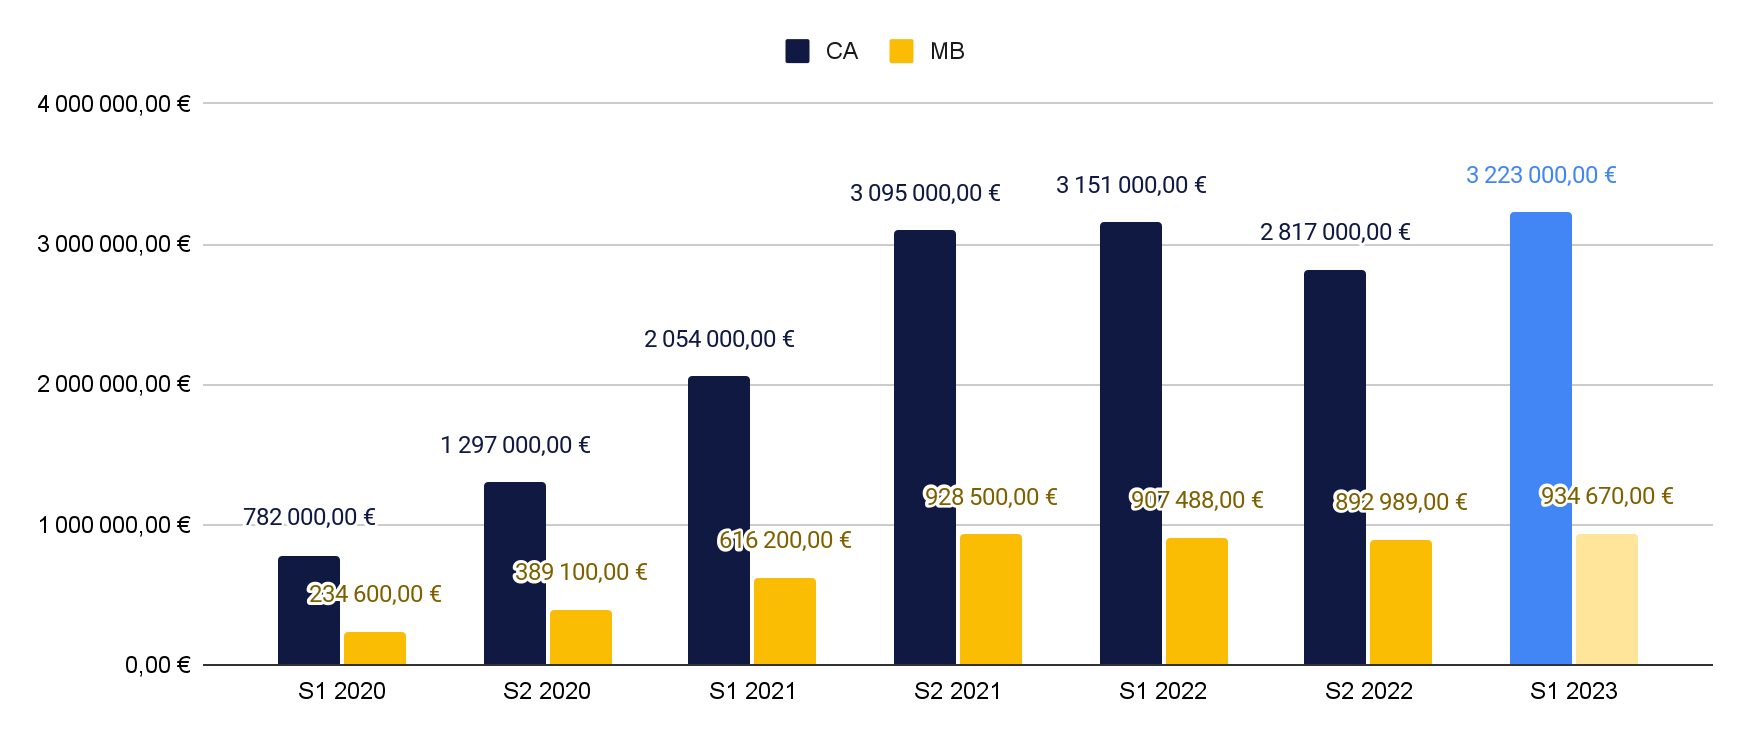 CA MB
4 000 000,00 €
3 000 000,00 €
2 000 000,00 €
1 000 000,00 €
0,00 €
782 000,00 €
234 600,00 €
1 297 000,00 €
389 100,00 €
2 054 000,00 €
616 200,00 €
3 095 000,00 €
928 500,00 €
3 151 000,00 €
907 488,00 €
2 817 000,00 €
892 989,00 €
3 223 000,00 €
934 670,00 €
S1 2020 S2 2020 S1 2021 S2 2021 S1 2022 S2 2022 S1 2023